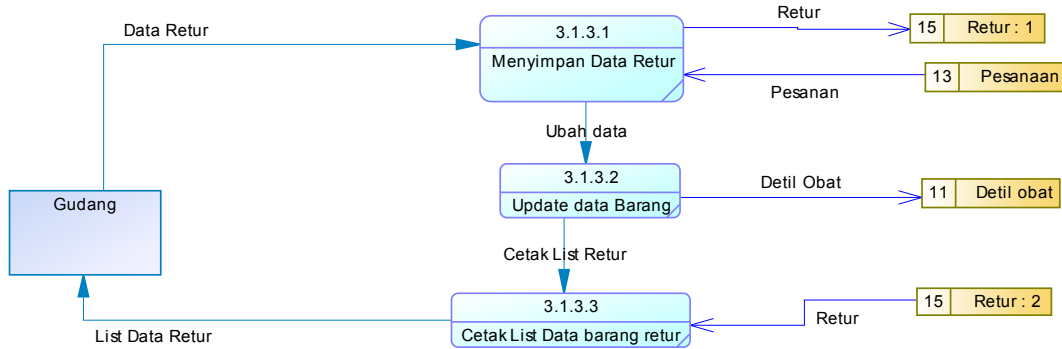 Data Retur
Retur
3.1.3.1
Menyimpan Data Retur
15 Retur : 1
13 Pesanaan
Pesanan
Ubah data
3.1.3.2
Update data Barang
Detil Obat
11 Detil obat
Gudang
Cetak List Retur
3.1.3.3
Cetak List Data barang retur
15 Retur : 2
Retur
List Data Retur